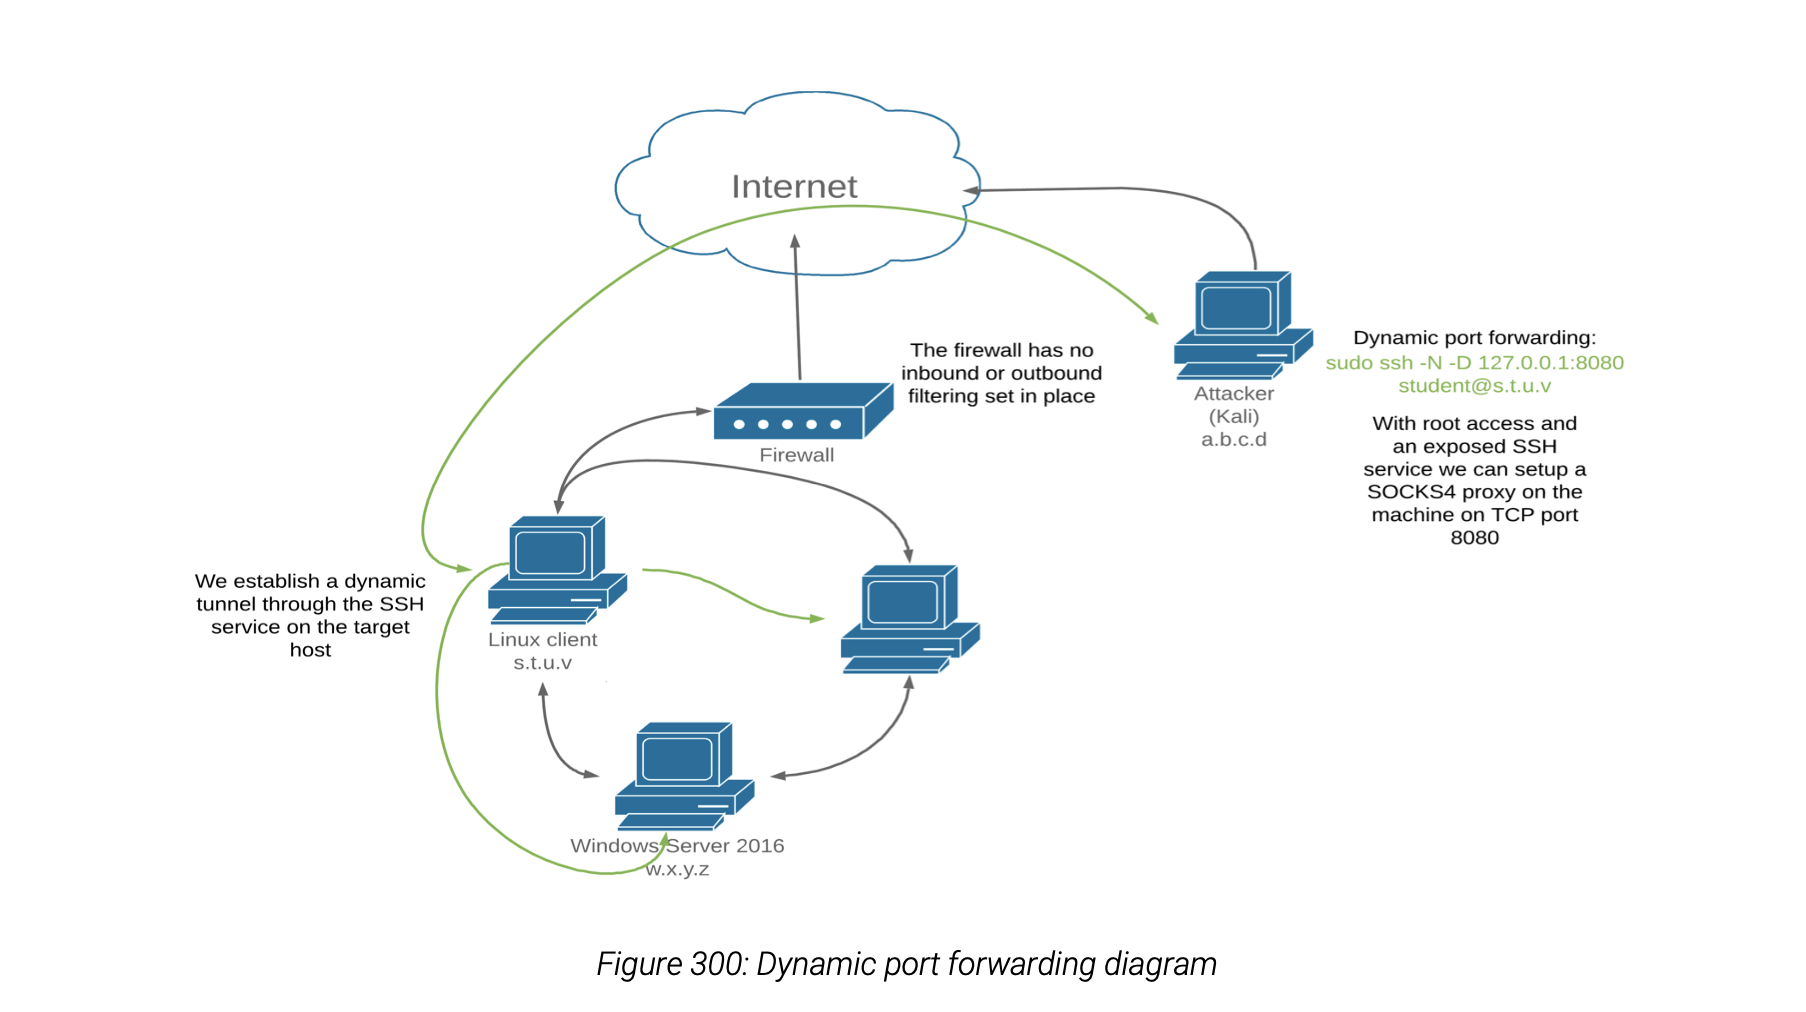 Internet
The firewall has no
inbound or outbound
filtering set in place
Firewall
Attacker
(Kali)
a.b.c.d
Dynamic port forwarding:
sudo ssh -N -D 127.0.0.1:8080
student@s.t.u.v
With root access and
an exposed SSH
service we can setup a
SOCKS4 proxy on the
machine on TCP port
8080
We establish a dynamic
tunnel through the SSH
service on the target
host
Linux client
s.t.u.v
Windows Server 2016
w.x.y.z
Figure 300: Dynamic port forwarding diagram